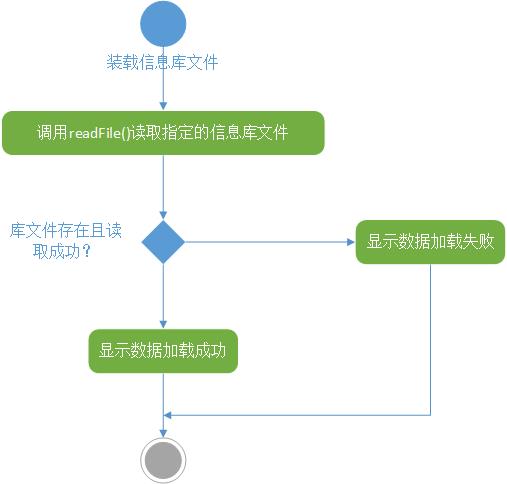 装载信息库文件
调用readFile()读取指定的信息库文件
库文件存在且读
取成功？
显示数据加载失败
显示数据加载成功